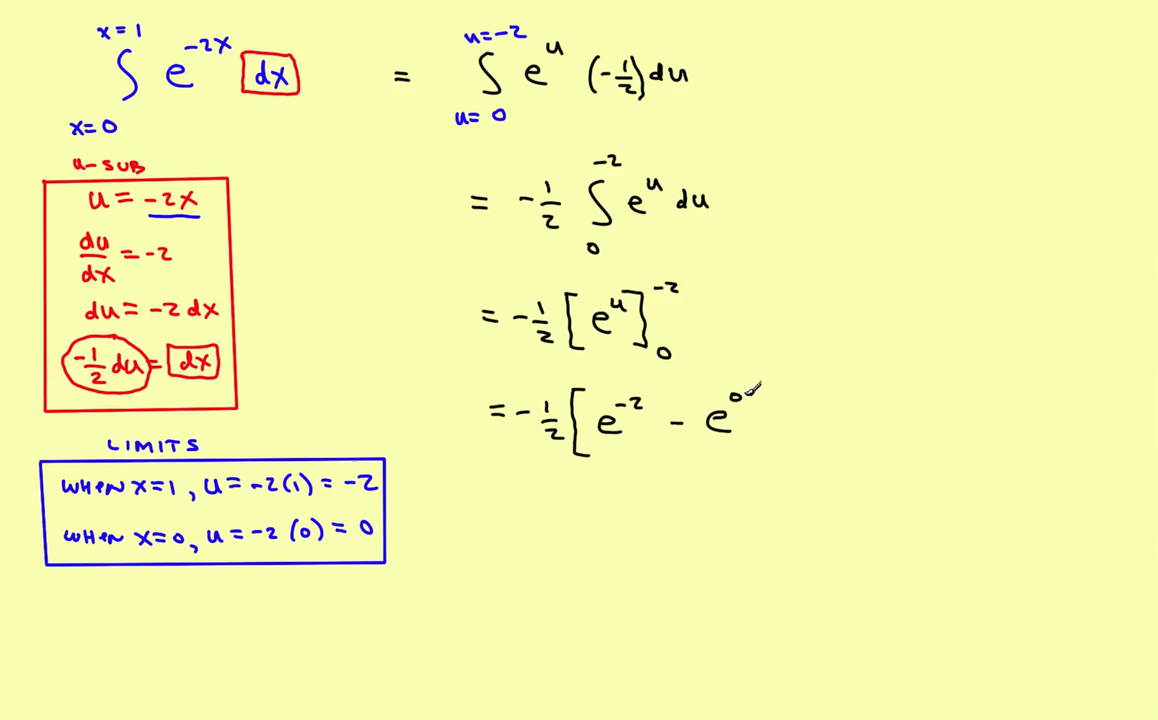 ∫_{x=0}^{x=1} e^{-2x} dx = ∫_{u=0}^{u=-2} e^u (-1/2) du
U-SUB
u = -2x
du/dx = -2
du = -2 dx
-1/2 du = dx
LIMITS
WHEN x=1, u = -2(1) = -2
WHEN x=0, u = -2(0) = 0
= -1/2 ∫_0^{-2} e^u du
= -1/2 [e^u]_0^{-2}
= -1/2 [e^{-2} - e^0